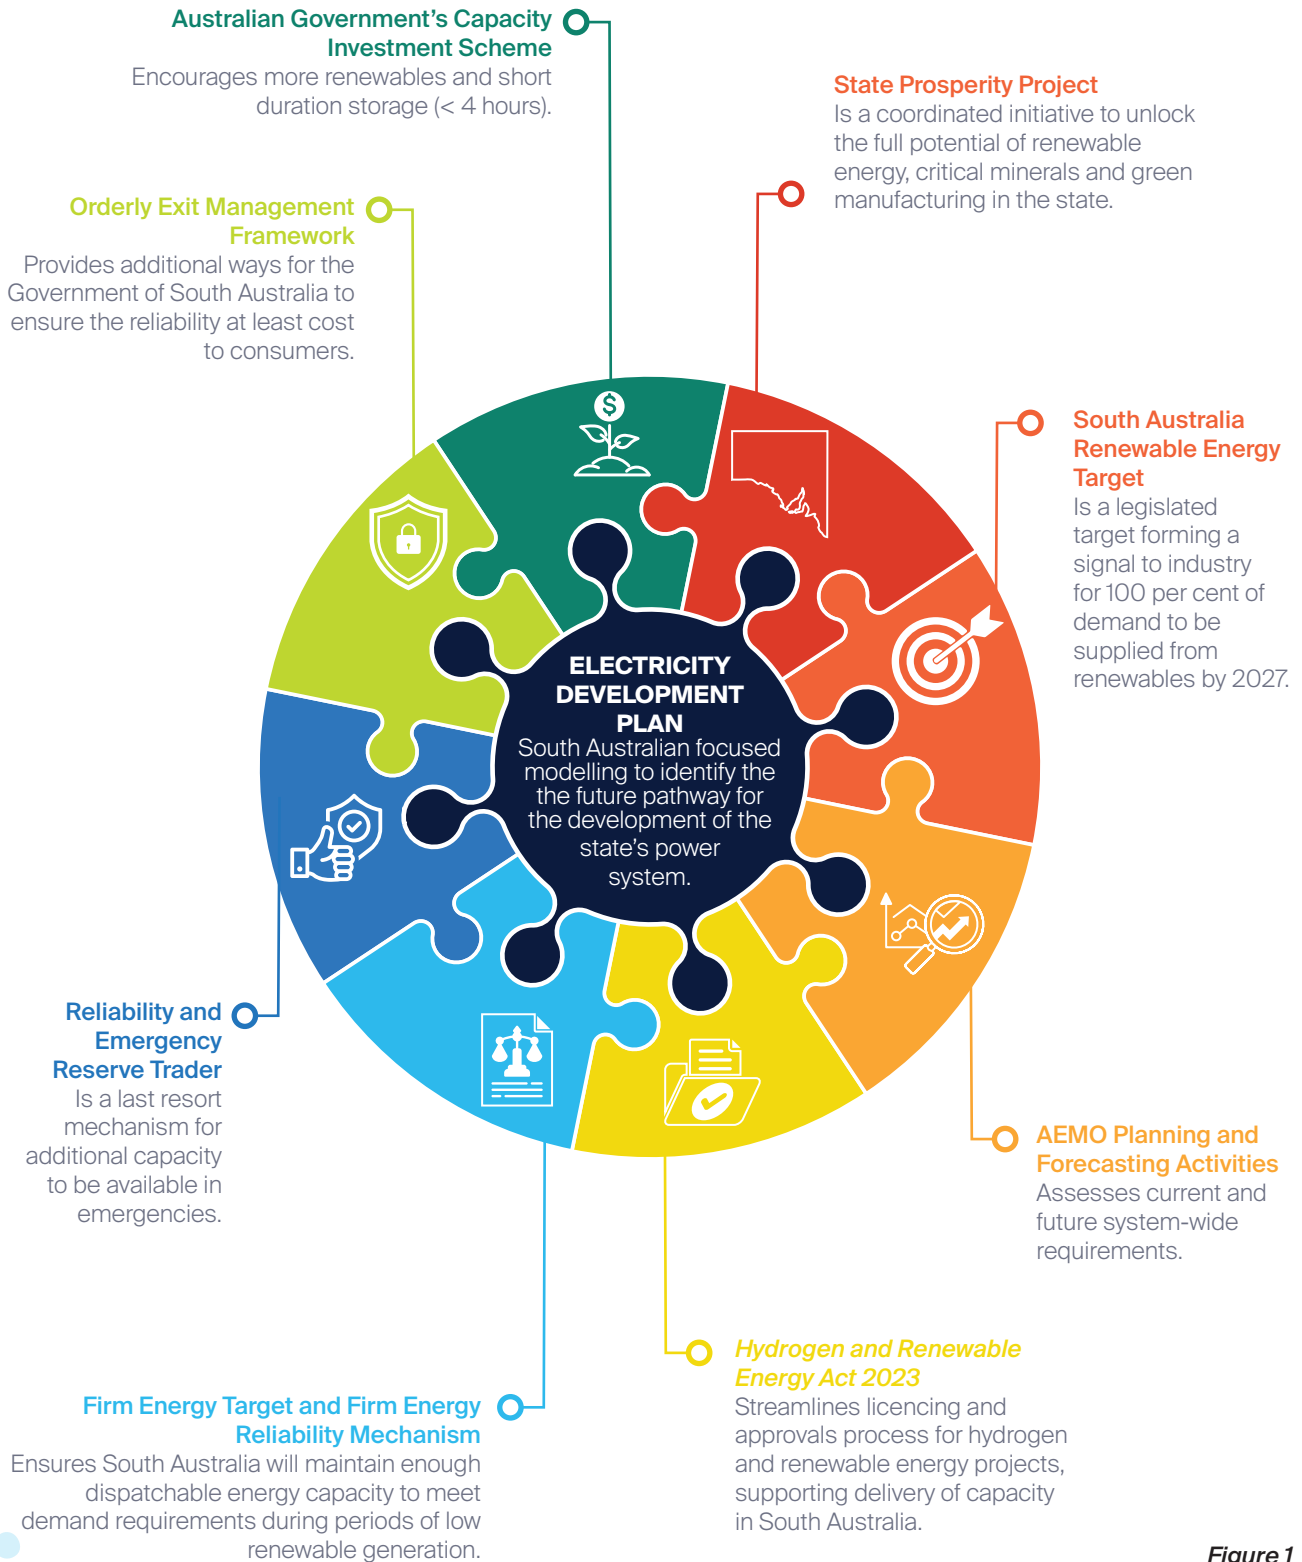 Australian Government’s Capacity
Investment Scheme
Encourages more renewables and short
duration storage (< 4 hours).
State Prosperity Project
Is a coordinated initiative to unlock
the full potential of renewable
energy, critical minerals and green
manufacturing in the state.
Orderly Exit Management
Framework
Provides additional ways for the
Government of South Australia to
ensure the reliability at least cost
to consumers.
South Australia
Renewable Energy
Target
Is a legislated
target forming a
signal to industry
for 100 per cent of
demand to be
supplied from
renewables by 2027.
$
ELECTRICITY
DEVELOPMENT
PLAN
South Australian focused
modelling to identify the
the future pathway for
the development of the
state’s power
system.
Reliability and
Emergency
Reserve Trader
Is a last resort
mechanism for
additional capacity
to be available in
emergencies.
AEMO Planning and
Forecasting Activities
Assesses current and
future system-wide
requirements.
Hydrogen and Renewable
Energy Act 2023
Streamlines licencing and
approvals process for hydrogen
and renewable energy projects,
supporting delivery of capacity
in South Australia.
Firm Energy Target and Firm Energy
Reliability Mechanism
Ensures South Australia will maintain enough
dispatchable energy capacity to meet
demand requirements during periods of low
renewable generation.
Figure 1